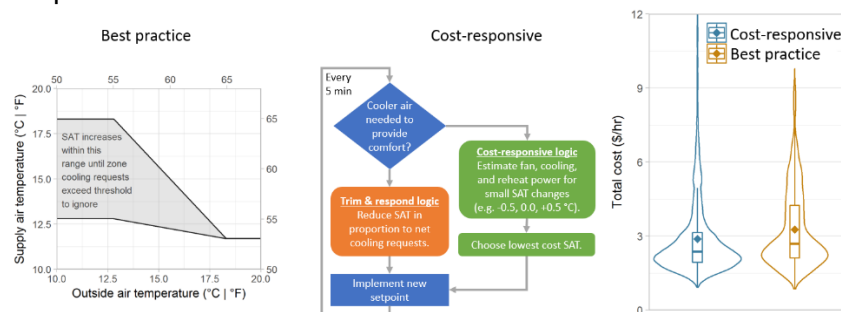 Best practice
50 55 60 65
Supply air temperature (°C | °F)
20.0
17.5
15.0
12.5
10.0
65
60
55
50
SAT increases
within this
range until zone
cooling requests
exceed threshold
to ignore
10.0 12.5 15.0 17.5 20.0
Outside air temperature (°C | °F)
Cost-responsive
Every
5 min
Cooler air
needed to
provide
comfort?
Trim & respond logic
Reduce SAT in
proportion to net
cooling requests.
Cost-responsive logic
Estimate fan, cooling,
and reheat power for
small SAT changes
(e.g. -0.5, 0.0, +0.5 °C).
Choose lowest cost SAT.
Implement new
setpoint
Total cost ($/hr)
12
9
6
3
0
Cost-responsive
Best practice